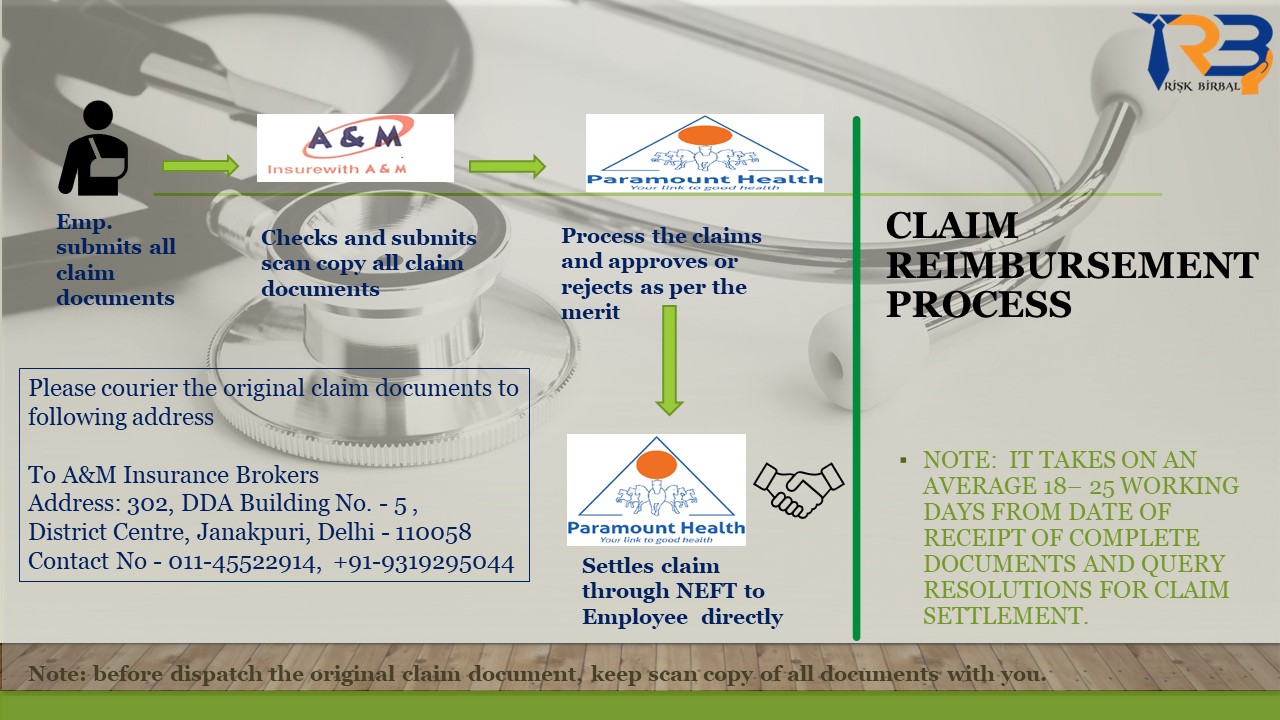 RB
RİŞK BİRBAL
A & M
Insurewith A & M
Paramount Health
Your link to good health
Emp.
submits all
claim
documents
Checks and submits
scan copy all claim
documents
Process the claims
and approves or
rejects as per the
merit
CLAIM
REIMBURSEMENT
PROCESS
Please courier the original claim documents to
following address
To A&M Insurance Brokers
Address: 302, DDA Building No. - 5 ,
District Centre, Janakpuri, Delhi - 110058
Contact No - 011-45522914,  +91-9319295044
Paramount Health
Your link to good health
Settles claim
through NEFT to
Employee  directly
▪ NOTE:  IT TAKES ON AN
AVERAGE 18– 25 WORKING
DAYS FROM DATE OF
RECEIPT OF COMPLETE
DOCUMENTS AND QUERY
RESOLUTIONS FOR CLAIM
SETTLEMENT.
Note: before dispatch the original claim document, keep scan copy of all documents with you.